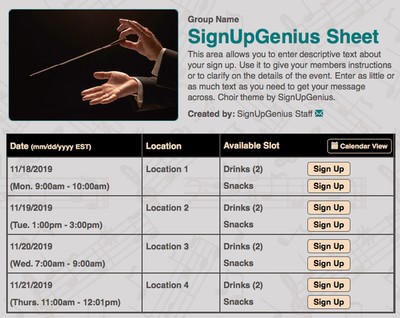 Group Name
SignUpGenius Sheet
This area allows you to enter descriptive text about
your sign up. Use it to give your members instructions
or to clarify on the details of the event. Enter as little or
as much text as you need to get your message
across. Choir theme by SignUpGenius.
Created by: SignUpGenius Staff
Date (mm/dd/yyyy EST) Location Available Slot Calendar View
11/18/2019 Location 1 Drinks (2) Sign Up
(Mon. 9:00am - 10:00am) Snacks Sign Up
11/19/2019 Location 2 Drinks (2) Sign Up
(Tue. 1:00pm - 3:00pm) Snacks Sign Up
11/20/2019 Location 3 Drinks (2) Sign Up
(Wed. 7:00am - 9:00am) Snacks Sign Up
11/21/2019 Location 4 Drinks (2) Sign Up
(Thurs. 11:00am - 12:01pm) Snacks Sign Up